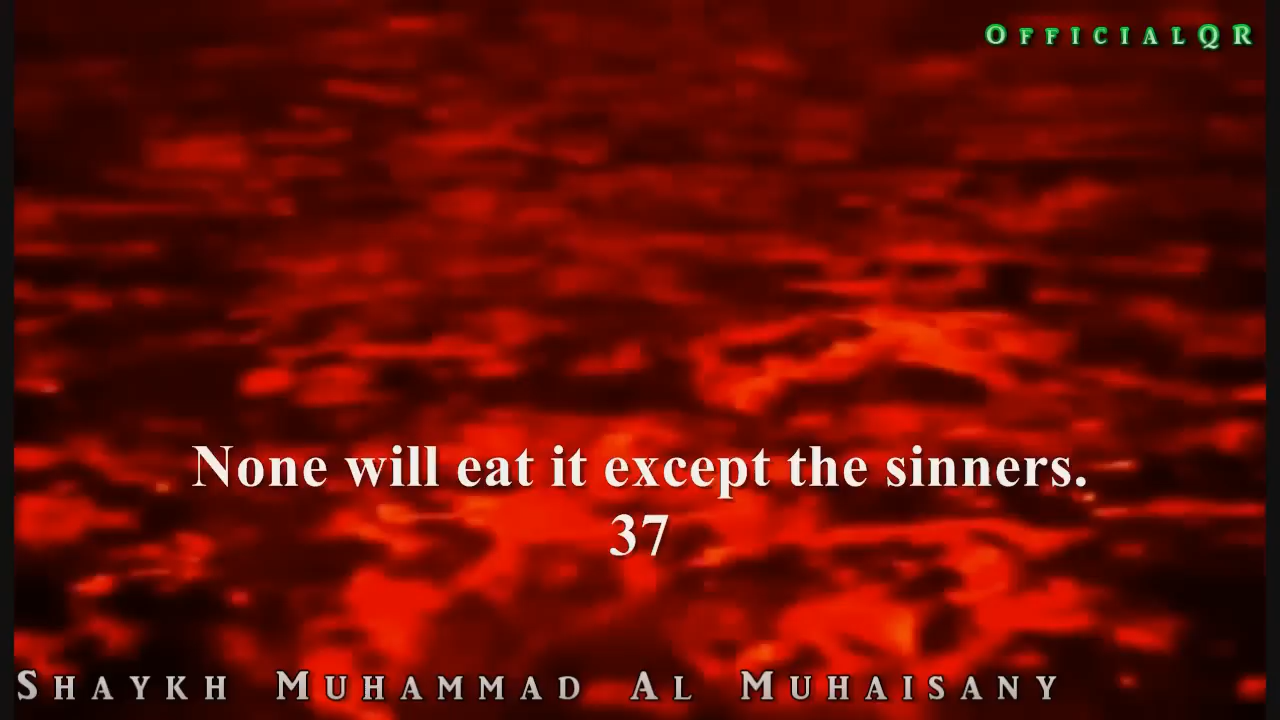 OFFICIALQR
None will eat it except the sinners.
37
SHAYKH MUHAMMAD AL MUHAISANY